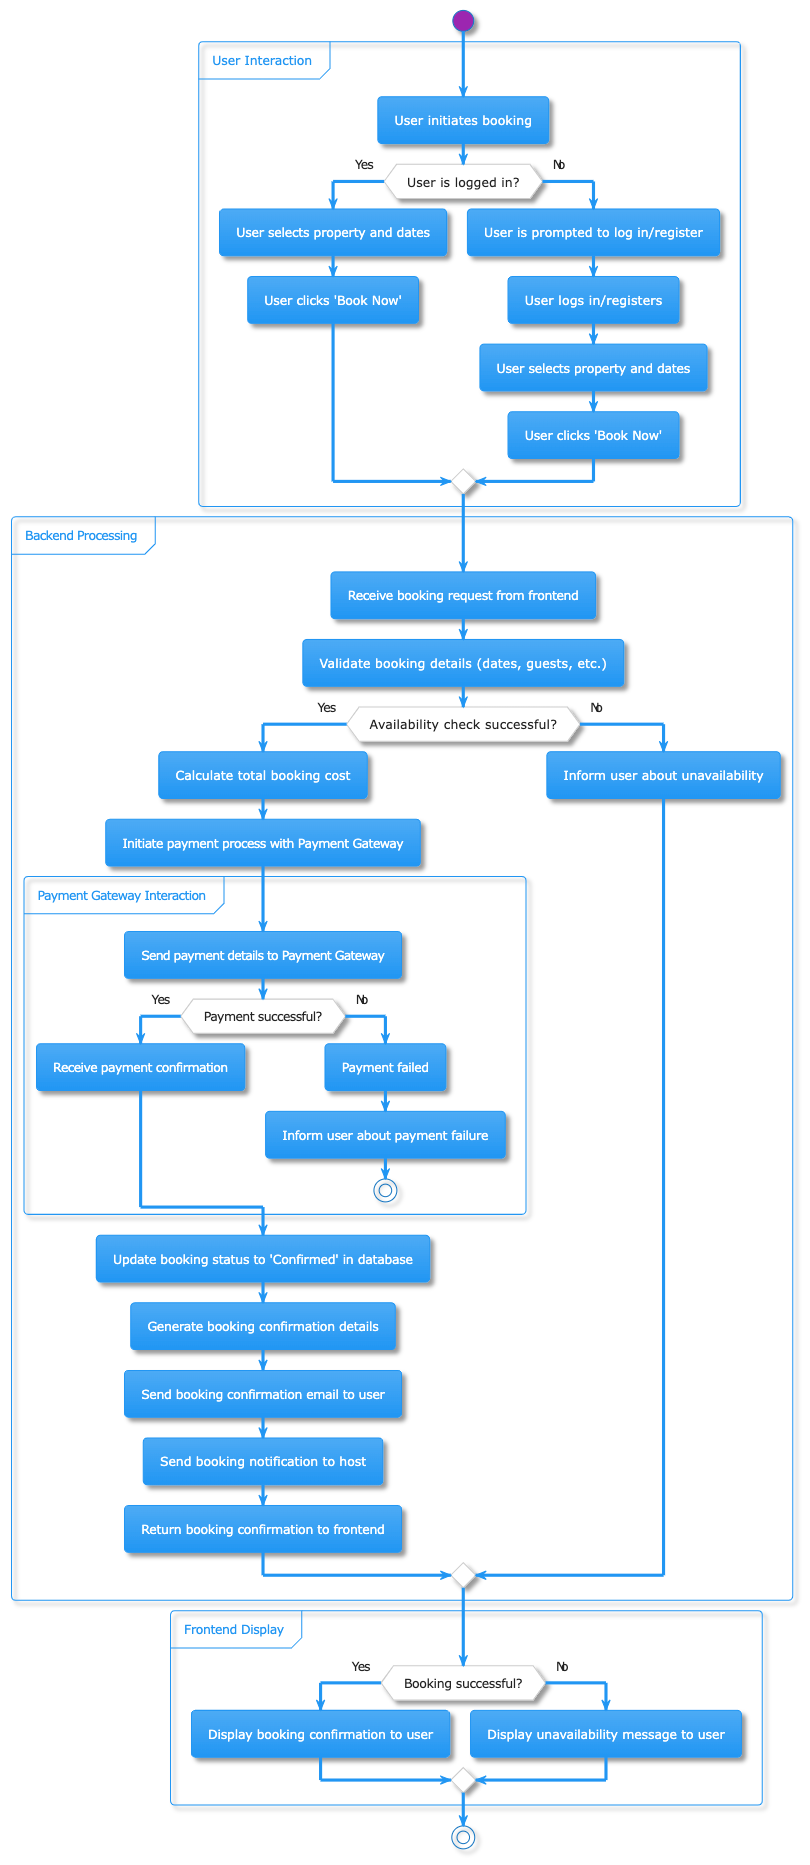 User Interaction
User initiates booking
Yes
User is logged in?
No
User selects property and dates
User is prompted to log in/register
User clicks 'Book Now'
User logs in/registers
User selects property and dates
User clicks 'Book Now'
Backend Processing
Receive booking request from frontend
Validate booking details (dates, guests, etc.)
Yes
Availability check successful?
No
Calculate total booking cost
Inform user about unavailability
Initiate payment process with Payment Gateway
Payment Gateway Interaction
Send payment details to Payment Gateway
Yes
Payment successful?
No
Receive payment confirmation
Payment failed
Inform user about payment failure
Update booking status to 'Confirmed' in database
Generate booking confirmation details
Send booking confirmation email to user
Send booking notification to host
Return booking confirmation to frontend
Frontend Display
Yes
Booking successful?
No
Display booking confirmation to user
Display unavailability message to user